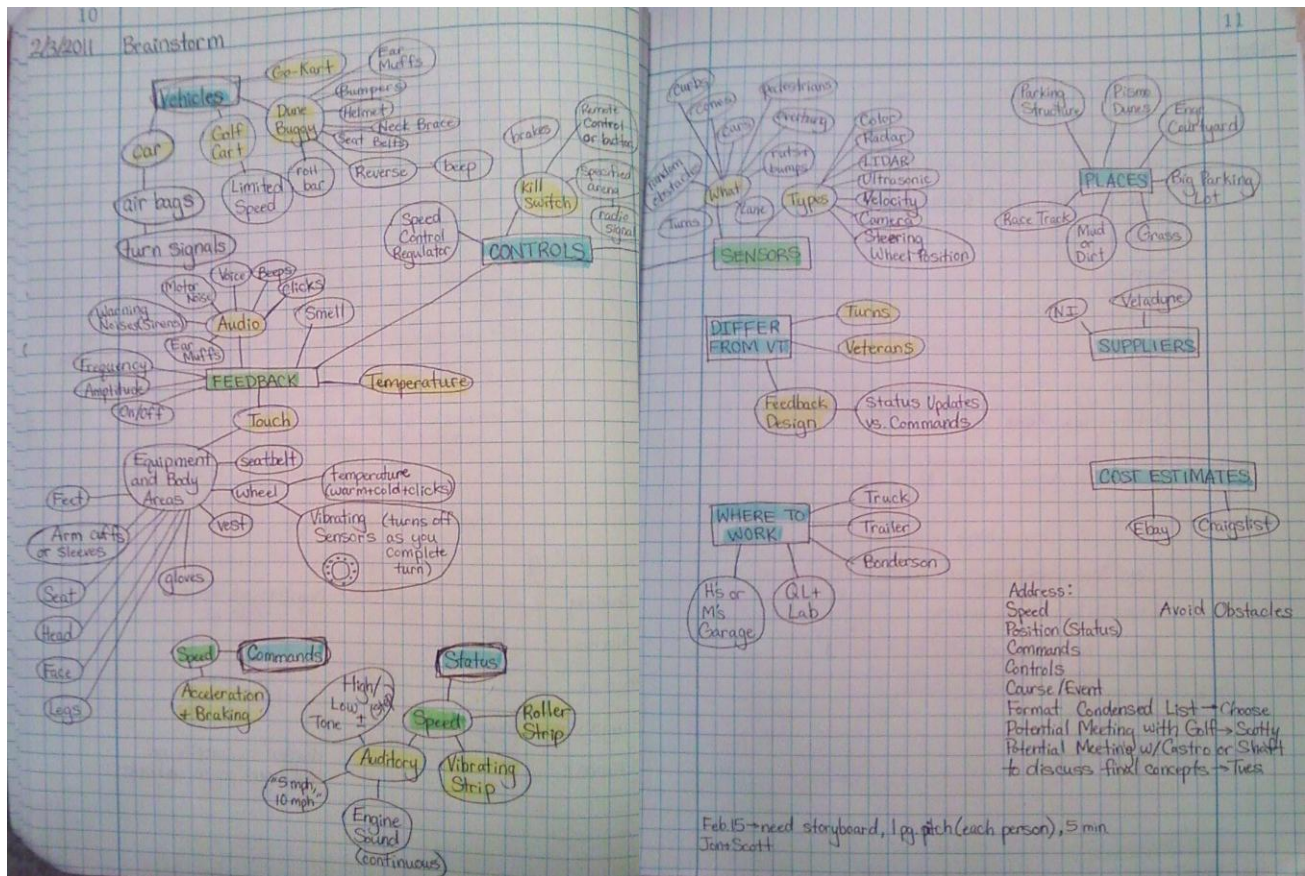 10
2/3/2011 Brainstorm
Vehicles
Go-Kart
Ear
Muffs
Bumpers
Helmet
Neck Brace
Seat Belts
Dune
Buggy
roll
bar
Reverse
beep
Golf
Cart
Limited
Speed
car
air bags
turn signals
brakes
Remote
Control
or button
Kill
Switch
Specified
arena
radio
signal
Speed
Control
Regulator
CONTROLS
Voice
Beeps
clicks
Motor
Noise
Warning
Noises(Sirens)
Audio
Ear
Muffs
Smell
Frequency
Amplitude
On/off
FEEDBACK
Temperature
Touch
Equipment
and Body
Areas
seatbelt
wheel
temperature
(warm+cold+clicks)
Vibrating (turns off
Sensors as you
complete
turn)
vest
gloves
Feet
Arm cuffs
or sleeves
Seat
Head
Face
Legs
Speed
Commands
Acceleration
+ Braking
Status
High/
Low
Tone ±
Speed
Roller
Strip
Auditory
Vibrating
Strip
"5mph,
10mph"
Engine
Sound
(continuous)
11
curbs
cones
cars
pedestrians
everything
ruts+
bumps
random
obstacles
What
Turns
Lane
SENSORS
Types
Color
Radar
LIDAR
Ultrasonic
Velocity
Camera
Steering
Wheel Position
Parking
Structure
Pismo
Dunes
Engr
Courtyard
PLACES
Big Parking
Lot
Race Track
Mud
or
Dirt
Grass
DIFFER
FROM VT
Turns
Veterans
Feedback
Design
Status Updates
vs. Commands
NI
Veladyne
SUPPLIERS
COST ESTIMATES
Ebay
Craigslist
WHERE TO
WORK
Truck
Trailer
Bonderson
H's or
M's
Garage
QL+
Lab
Address:
Speed Avoid Obstacles
Position(Status)
Commands
Controls
Course/Event
Format Condensed List→Choose
Potential Meeting with Golf→Scotty
Potential Meeting w/Castro or Shaft
to discuss final concepts→Tues
Feb.15→need storyboard, 1pg. pitch(each person), 5 min
Jon+Scott